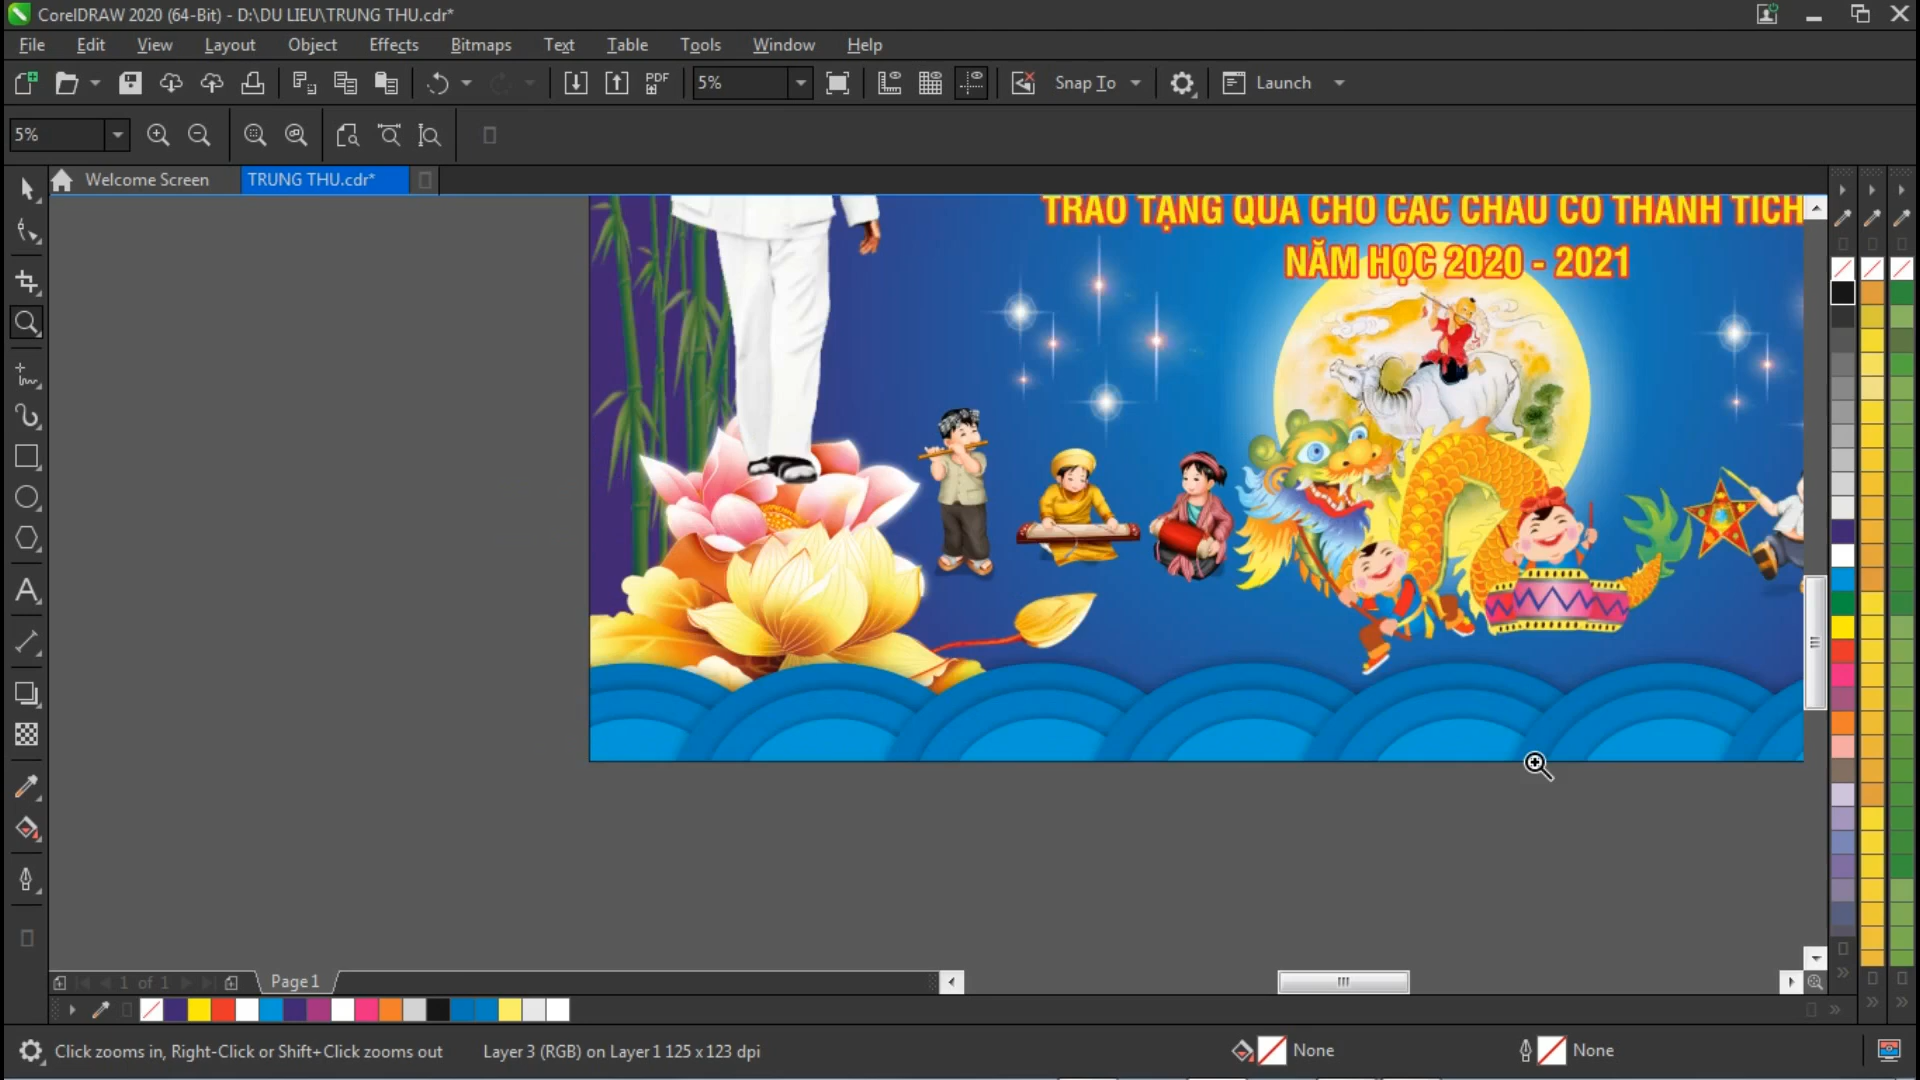 CorelDRAW 2020 (64-Bit) - D:\DU LIEU\TRUNG THU.cdr*
File Edit View Layout Object Effects Bitmaps Text Table Tools Window Help
PDF 5% Snap To Launch
5%
Welcome Screen TRUNG THU.cdr*
TRAO TẶNG QUÀ CHO CÁC CHÁU CÓ THÀNH TÍCH
NĂM HỌC 2020 - 2021
1 of 1 Page 1
Click zooms in, Right-Click or Shift+Click zooms out Layer 3 (RGB) on Layer 1 125 x 123 dpi None None